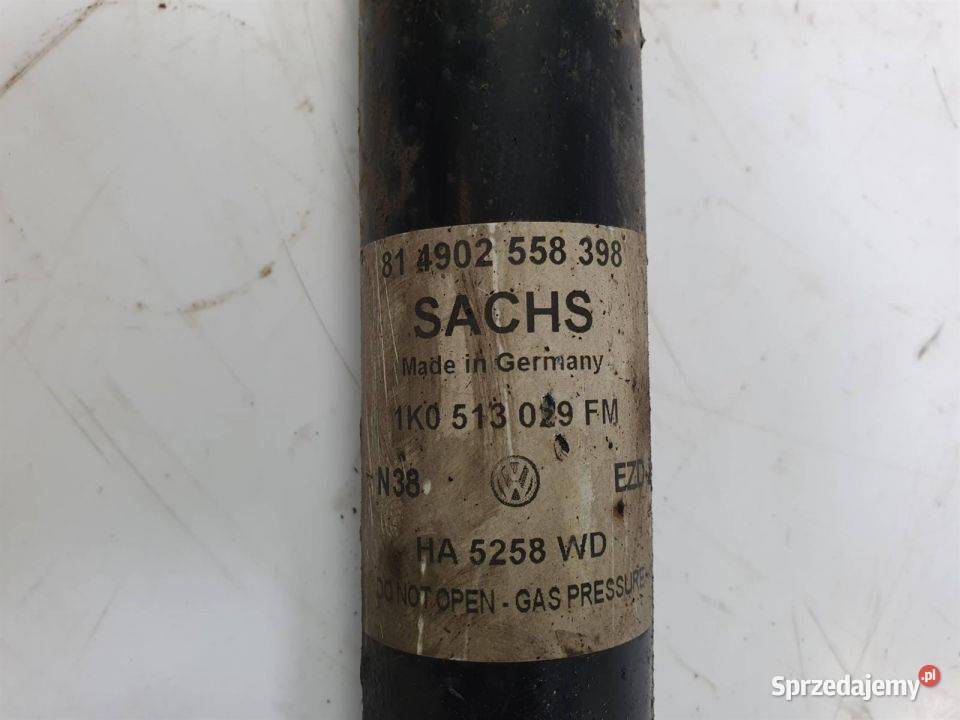 81 4902 558 398
SACHS
Made in Germany
1K0 513 029 FM
N38 EZD
HA 5258 WD
DO NOT OPEN - GAS PRESSURE-
Sprzedajemy.pl